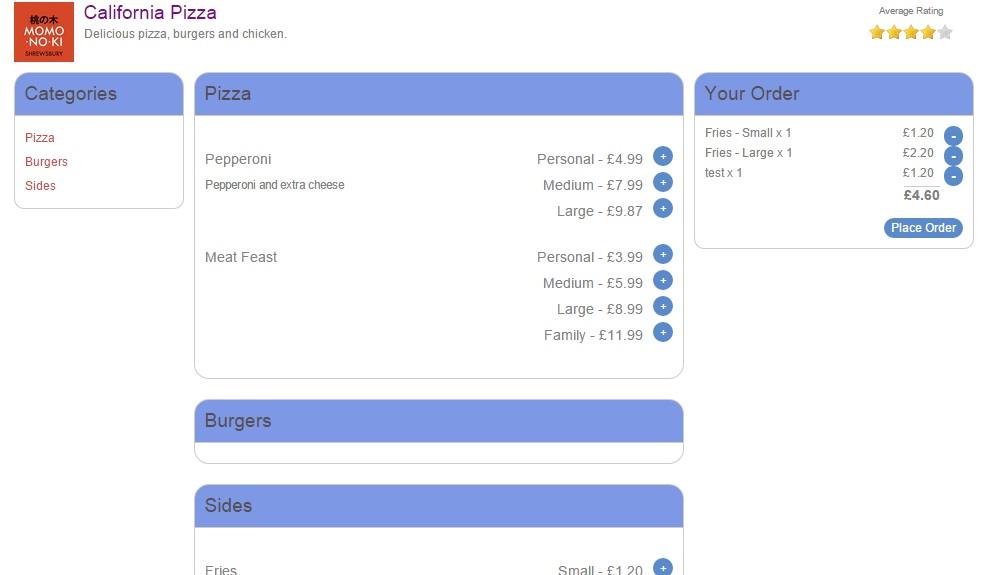 桃の木
MOMO
·NO·KI
SHREWSBURY
California Pizza
Delicious pizza, burgers and chicken.
Average Rating
Categories
Pizza
Burgers
Sides
Pizza
Pepperoni
Personal - £4.99 +
Pepperoni and extra cheese
Medium - £7.99 +
Large - £9.87 +
Meat Feast
Personal - £3.99 +
Medium - £5.99 +
Large - £8.99 +
Family - £11.99 +
Burgers
Sides
Fries
Small - £1.20 +
Your Order
Fries - Small x 1 £1.20 -
Fries - Large x 1 £2.20 -
test x 1 £1.20 -
£4.60
Place Order